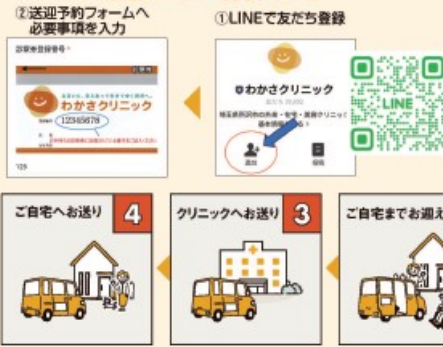 ②送迎予約フォームへ
必要事項を入力
①LINEで友だち登録
診察券登録番号
わかさクリニック
12345678
わかさクリニック
LINE
追加
ご自宅へお送り
4
クリニックへお送り
3
ご自宅までお迎え